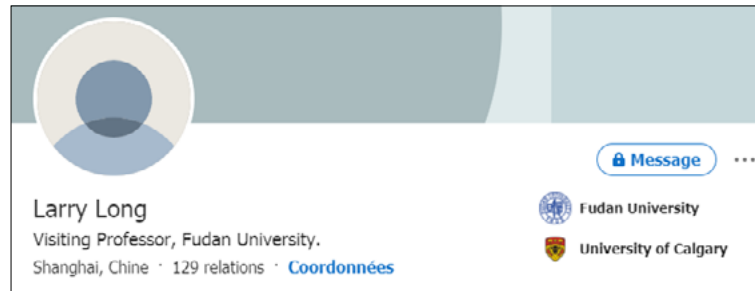 Message
Larry Long
Fudan University
Visiting Professor, Fudan University.
University of Calgary
Shanghai, Chine · 129 relations · Coordonnées